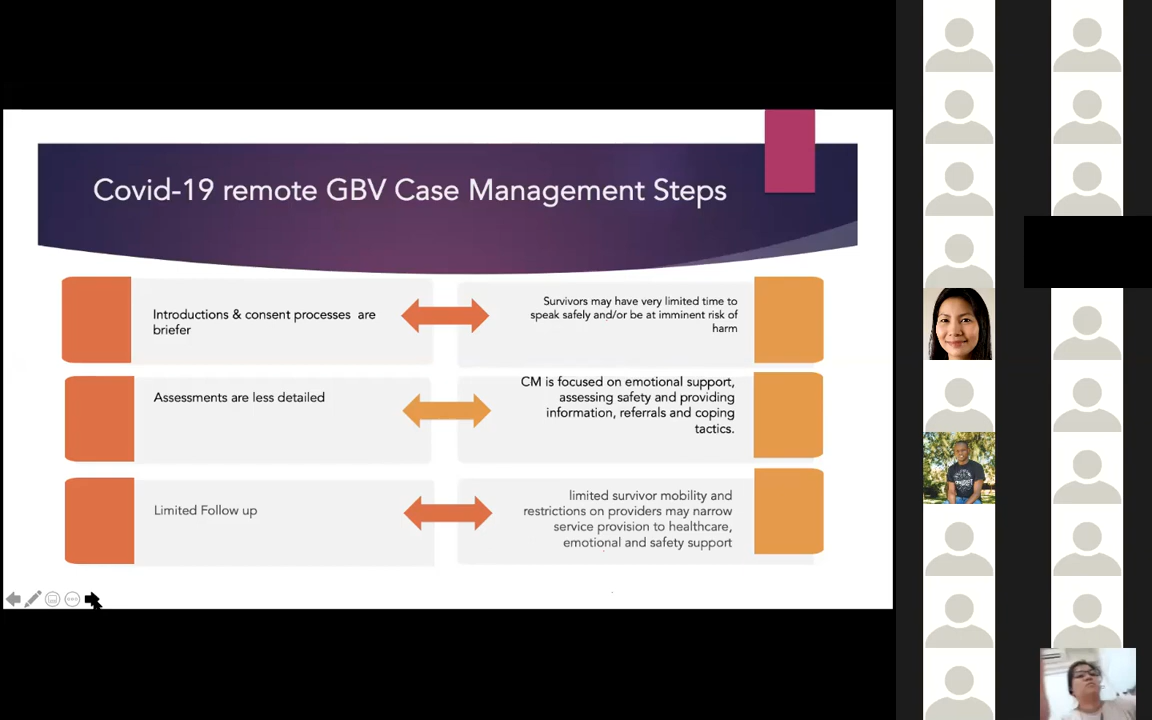 Covid-19 remote GBV Case Management Steps
Introductions & consent processes are
briefer
Survivors may have very limited time to
speak safely and/or be at imminent risk of
harm
Assessments are less detailed
CM is focused on emotional support,
assessing safety and providing
information, referrals and coping
tactics.
Limited Follow up
limited survivor mobility and
restrictions on providers may narrow
service provision to healthcare,
emotional and safety support